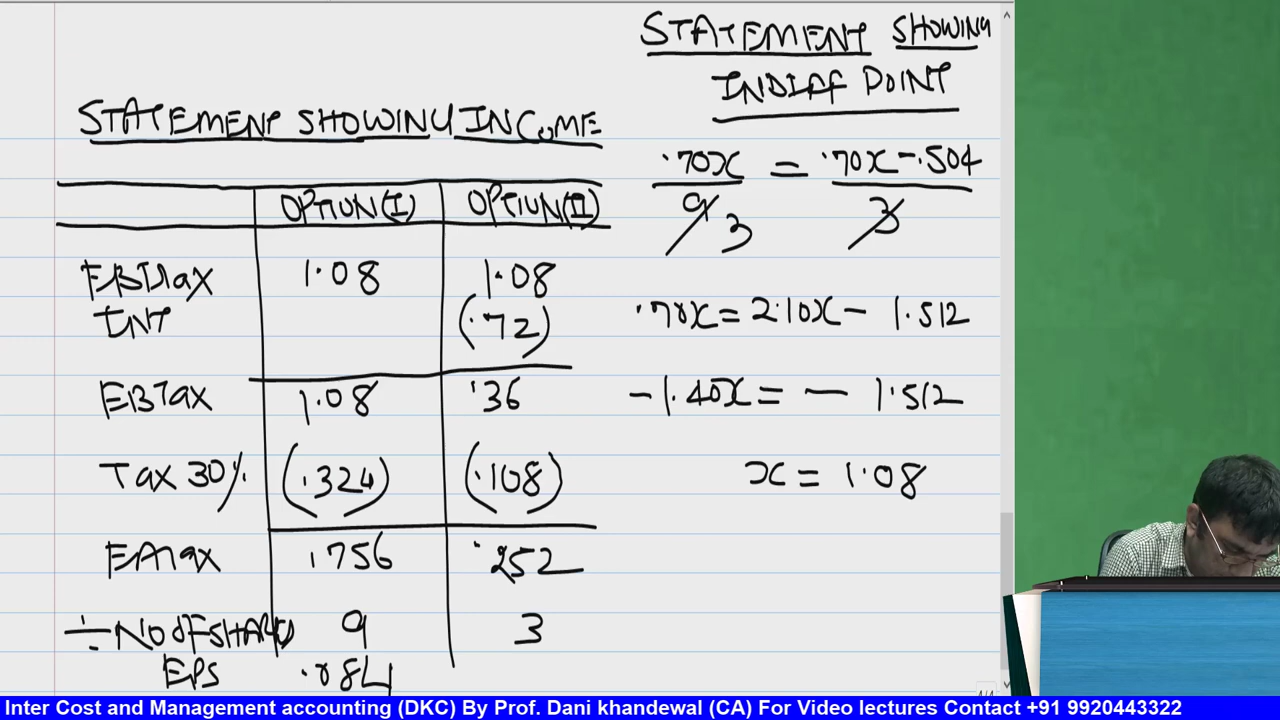 STATEMENT SHOWING
INDIFF POINT
STATEMENT SHOWING INCOME
.70x = .70x - .504
9 3 3
OPTION(I) OPTION(II)
EBITax 1.08 1.08
INT (.72)
.70x = 2.10x - 1.512
EBTax 1.08 .36
-1.40x = - 1.512
Tax 30% (.324) (.108)
x = 1.08
EATax .756 .252
÷ NO OF SHARES 9 3
EPS .084
Inter Cost and Management accounting (DKC) By Prof. Dani khandewal (CA) For Video lectures Contact +91 9920443322